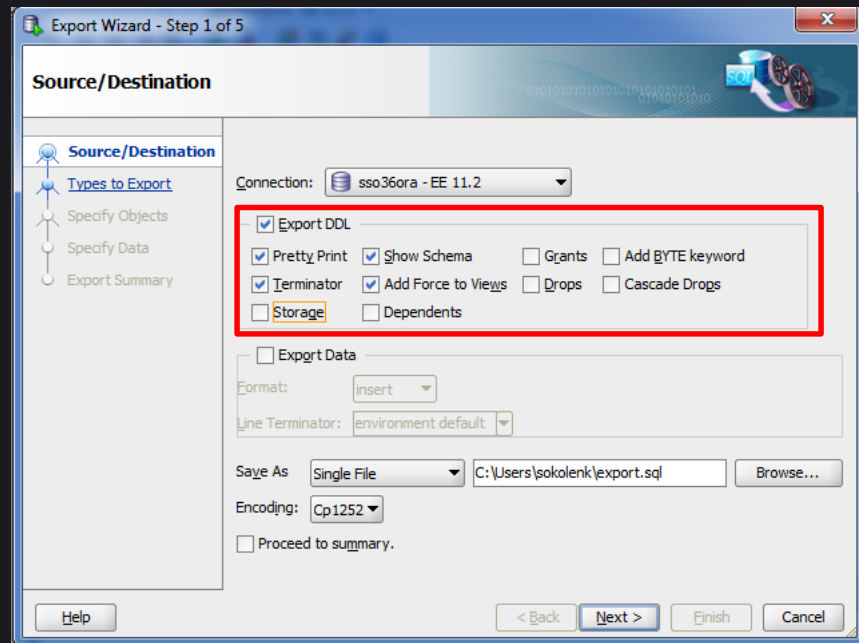 Export Wizard - Step 1 of 5
Source/Destination
SQL
Source/Destination
Types to Export
Specify Objects
Specify Data
Export Summary
Connection: sso36ora - EE 11.2
Export DDL
Pretty Print Show Schema Grants Add BYTE keyword
Terminator Add Force to Views Drops Cascade Drops
Storage Dependents
Export Data
Format: insert
Line Terminator: environment default
Save As Single File C:\Users\sokolenk\export.sql Browse...
Encoding: Cp1252
Proceed to summary.
Help < Back Next > Finish Cancel